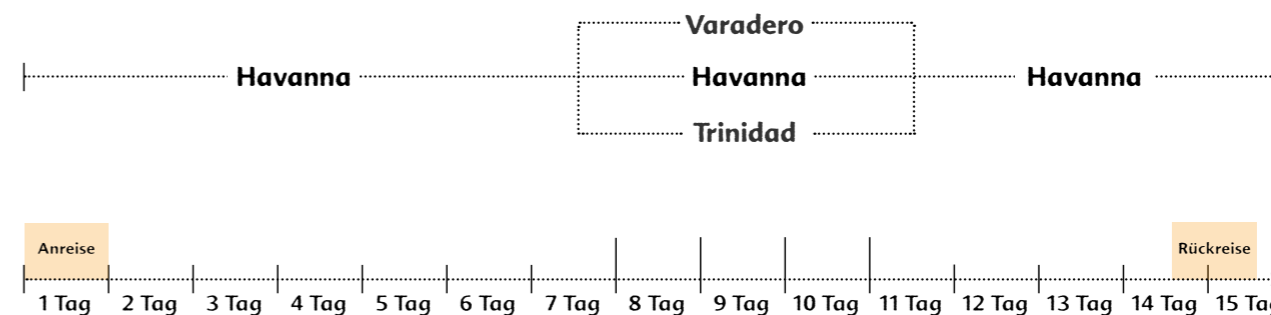 Varadero
Havanna Havanna Havanna
Trinidad
Anreise Rückreise
1 Tag 2 Tag 3 Tag 4 Tag 5 Tag 6 Tag 7 Tag 8 Tag 9 Tag 10 Tag 11 Tag 12 Tag 13 Tag 14 Tag 15 Tag